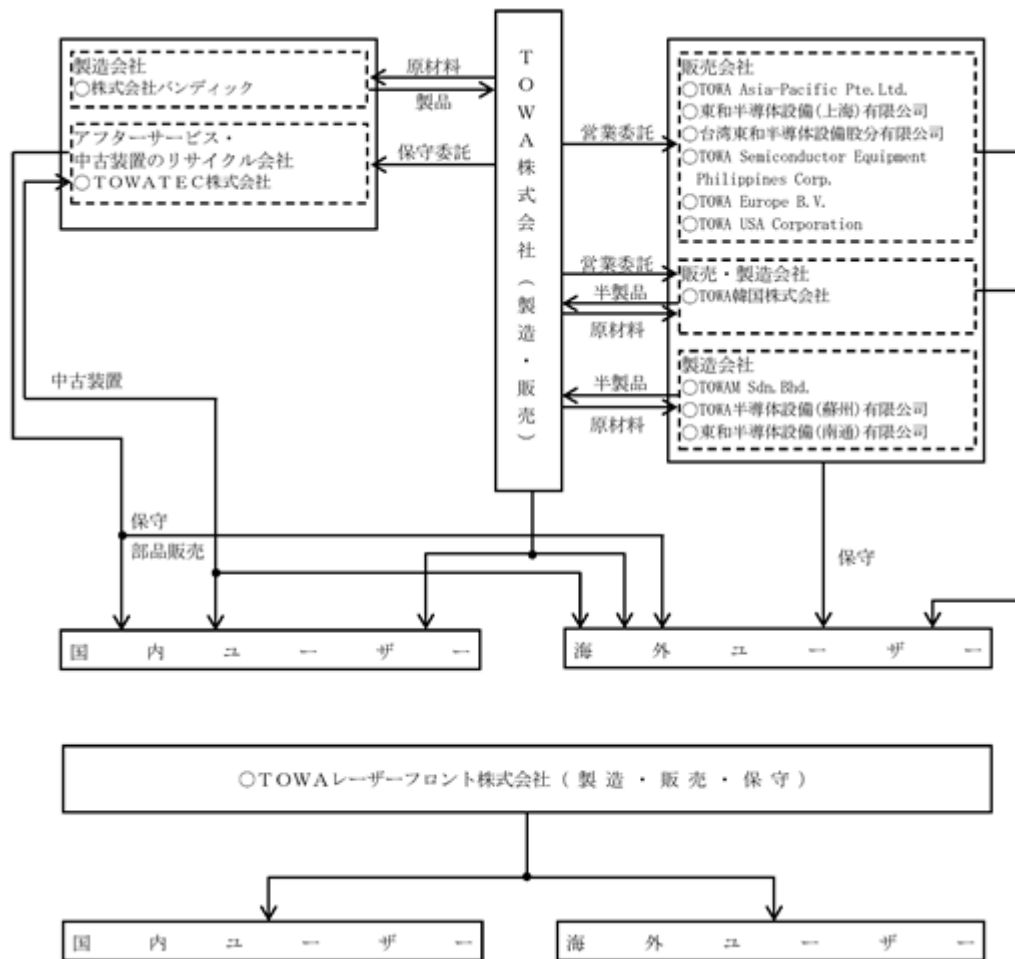 製造会社
○株式会社バンディック
アフターサービス・
中古装置のリサイクル会社
○TOWATEC株式会社
原材料
製品
保守委託
TOWA株式会社(製造・販売)
営業委託
営業委託
半製品
原材料
半製品
原材料
販売会社
○TOWA Asia-Pacific Pte.Ltd.
○東和半導体設備(上海)有限公司
○台湾東和半導体設備股分有限公司
○TOWA Semiconductor Equipment
Philippines Corp.
○TOWA Europe B.V.
○TOWA USA Corporation
販売・製造会社
○TOWA韓国株式会社
製造会社
○TOWAM Sdn.Bhd.
○TOWA半導体設備(蘇州)有限公司
○東和半導体設備(南通)有限公司
中古装置
保守
部品販売
保守
国内ユーザー
海外ユーザー
○TOWAレーザーフロント株式会社(製造・販売・保守)
国内ユーザー
海外ユーザー